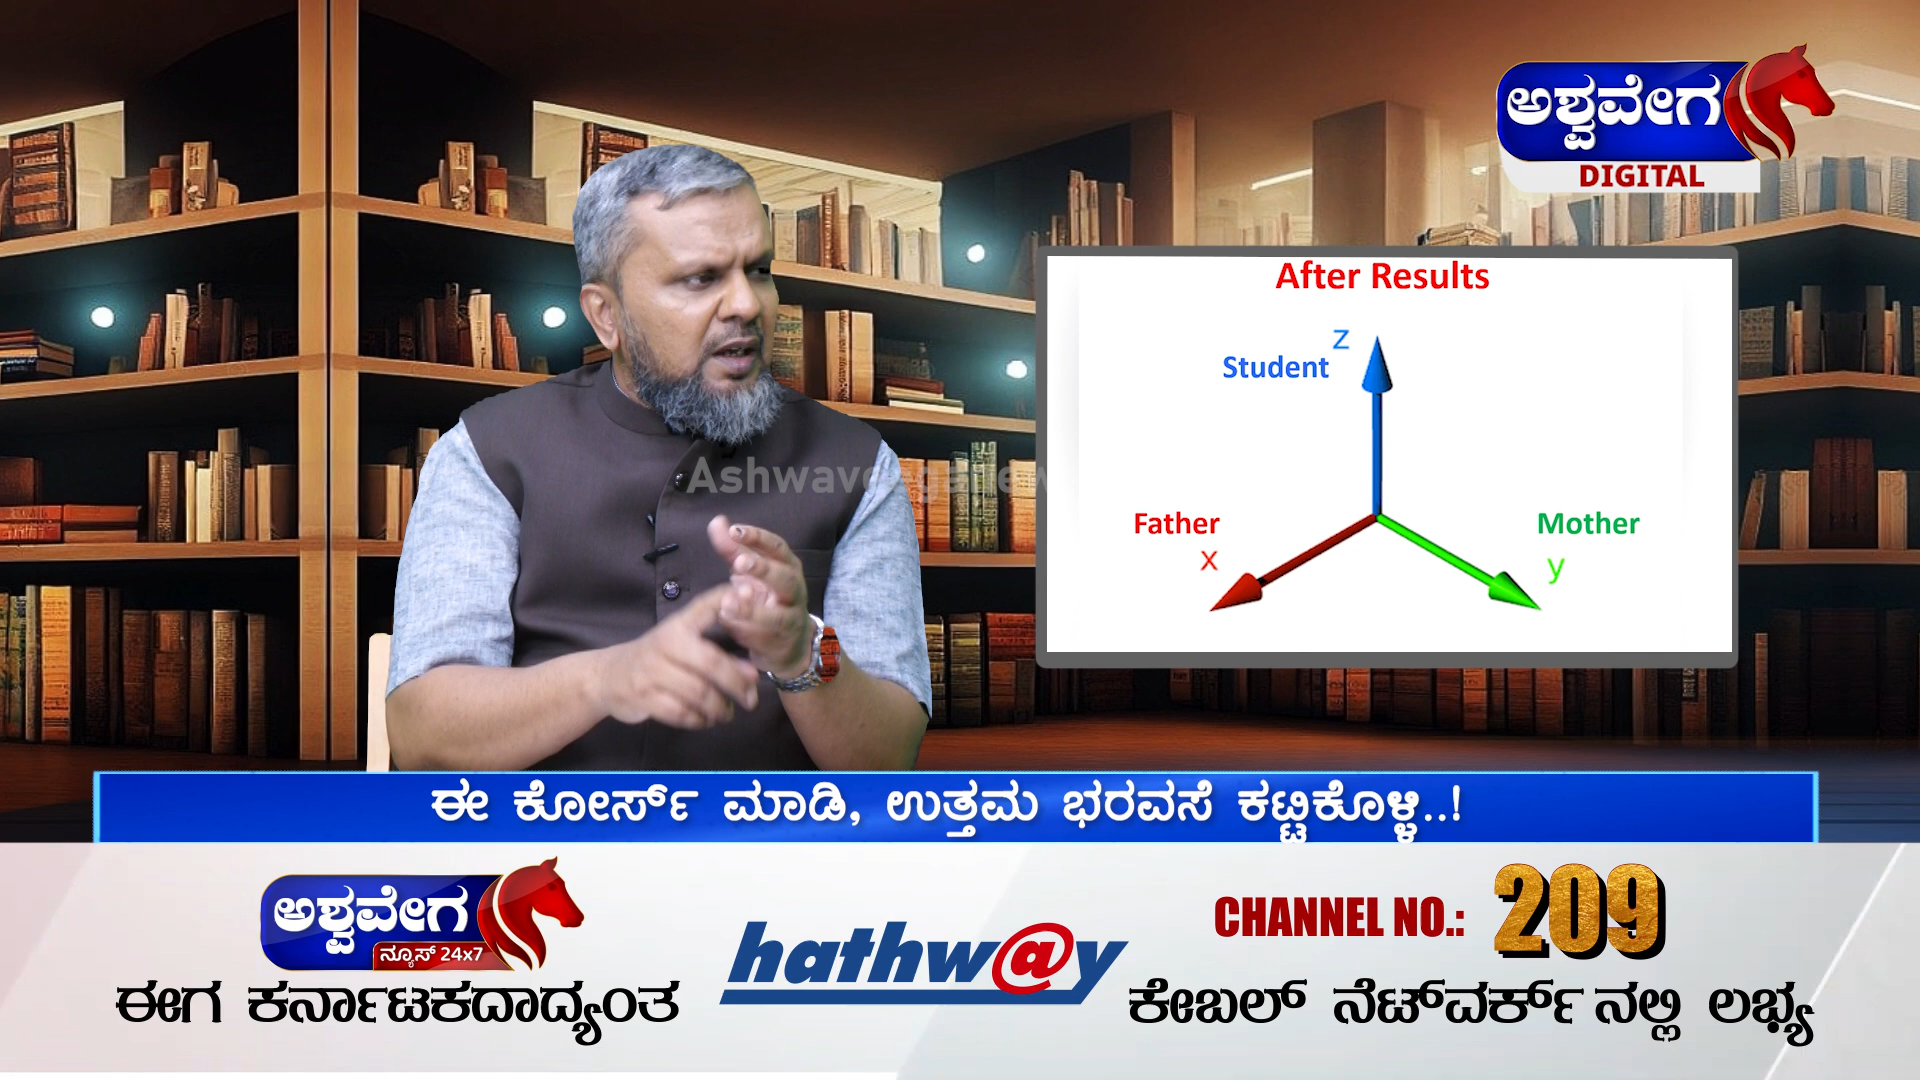 ಅಶ್ವವೇಗ
DIGITAL
After Results
z
Student
Father
x
Mother
y
ಈ ಕೋರ್ಸ್ ಮಾಡಿ, ಉತ್ತಮ ಭರವಸೆ ಕಟ್ಟಿಕೊಳ್ಳಿ..!
ಅಶ್ವವೇಗ
ನ್ಯೂಸ್ 24x7
ಈಗ ಕರ್ನಾಟಕದಾದ್ಯಂತ
hathw@y
CHANNEL NO.: 209
ಕೇಬಲ್ ನೆಟ್‌ವರ್ಕ್ ನಲ್ಲಿ ಲಭ್ಯ